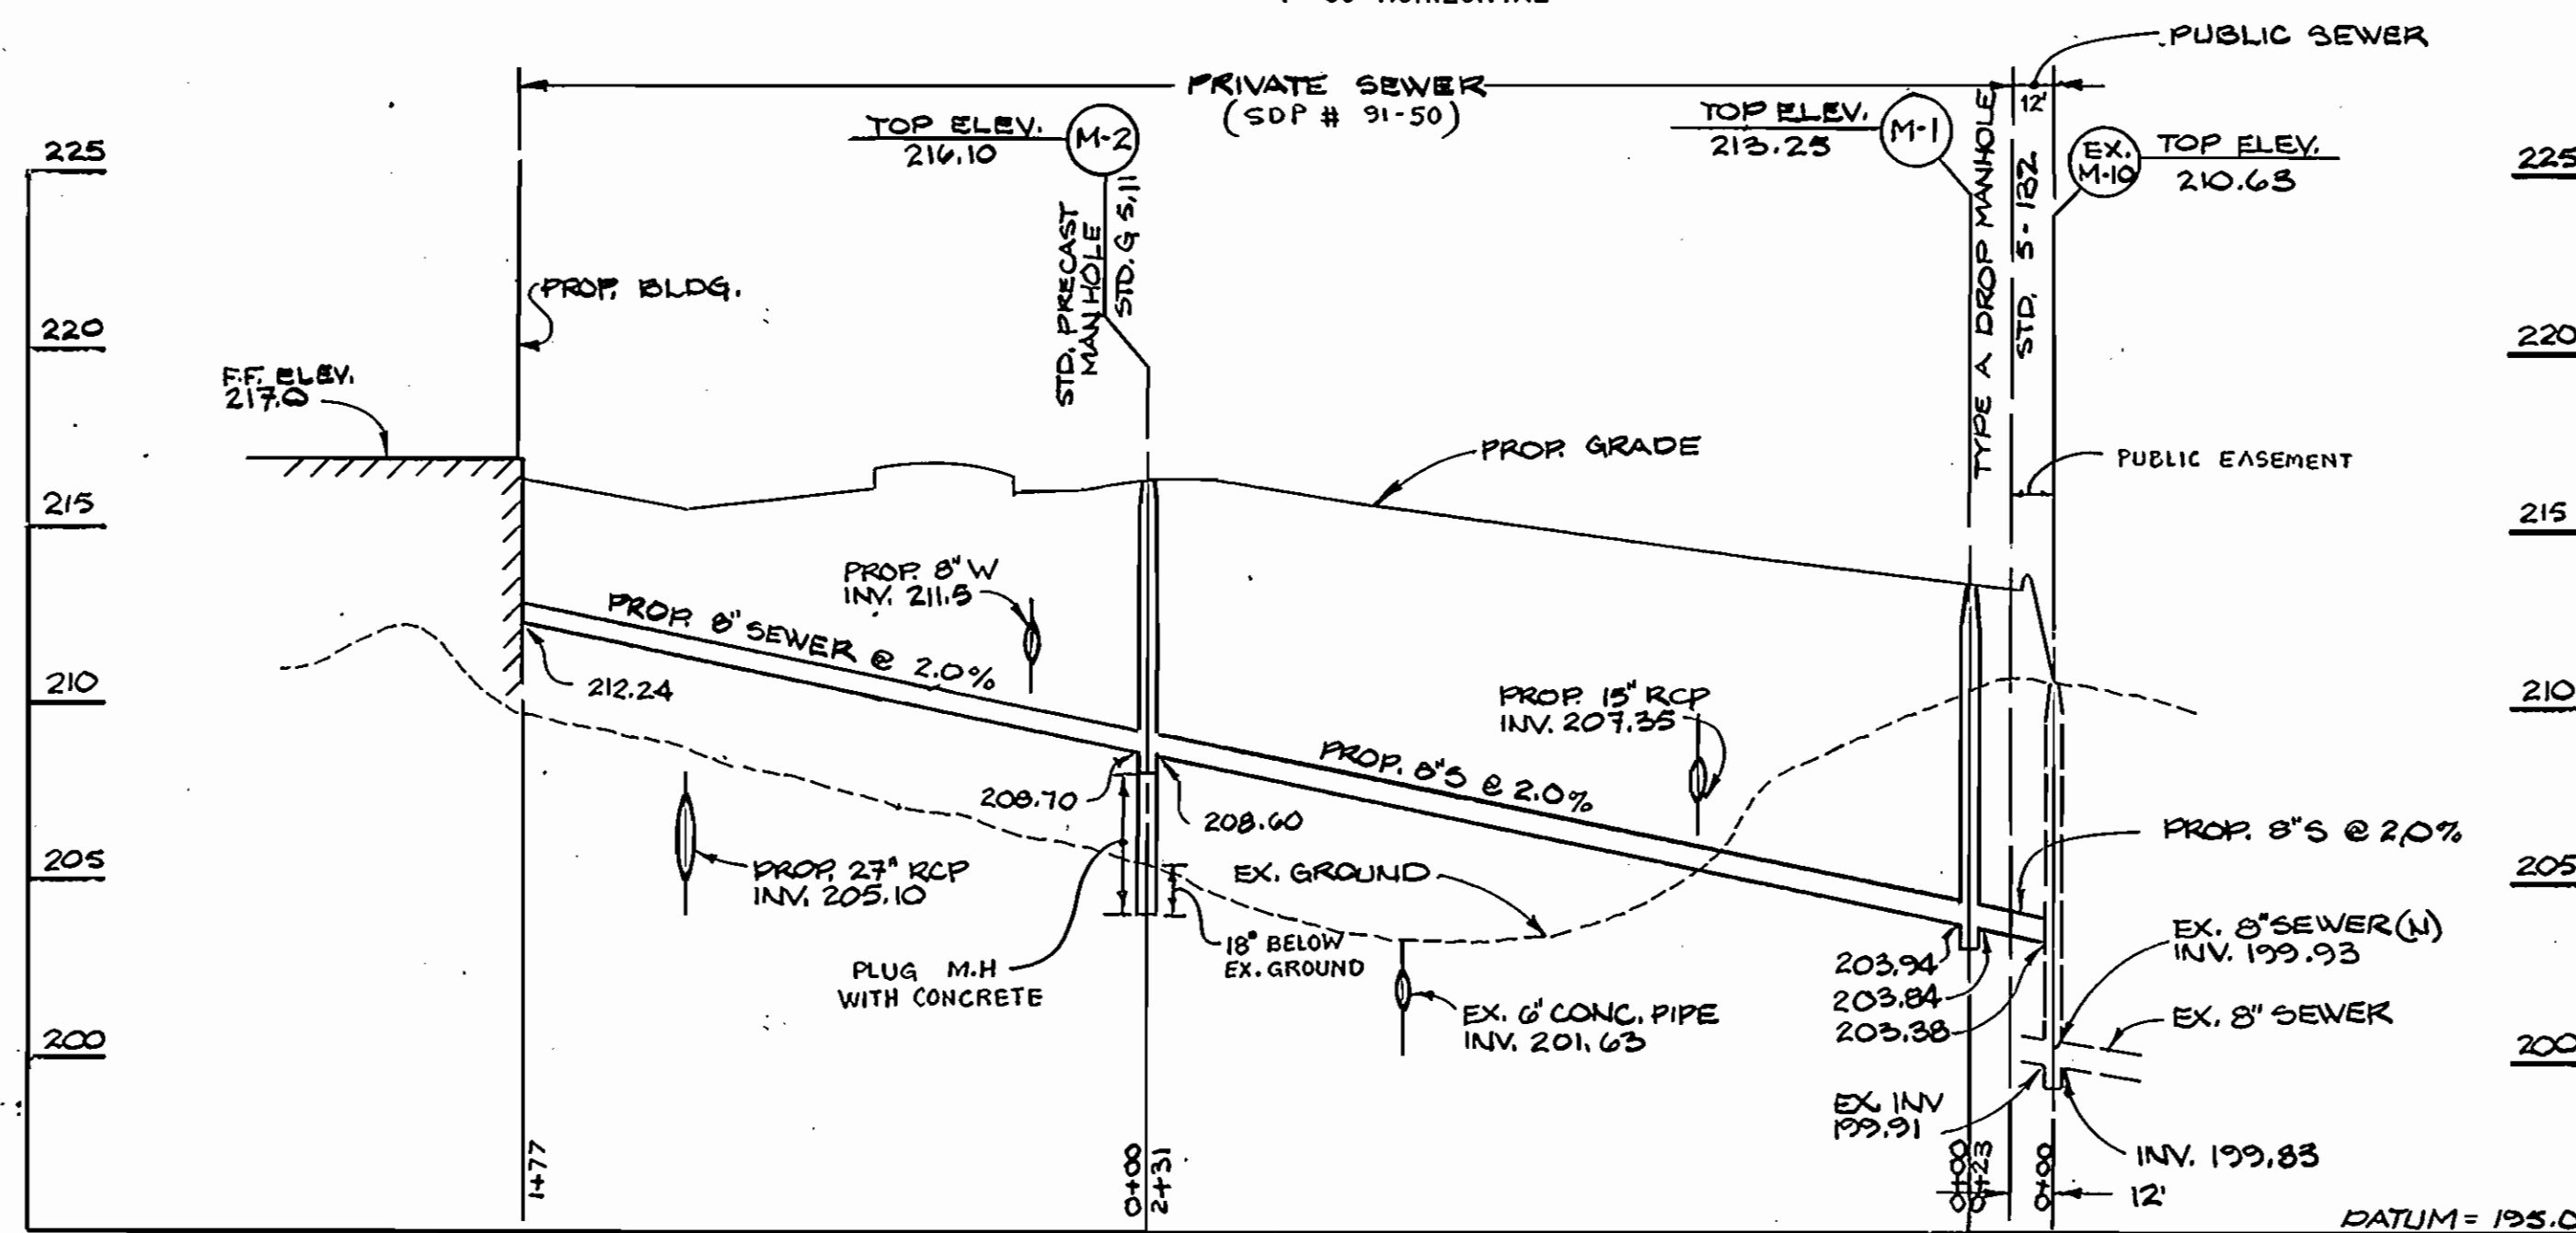 PUBLIC SEWER
PRIVATE SEWER
(SDP # 91-50)
12'
TOP ELEV.
216.10
M-2
TOP ELEV.
213.25
M-1
EX.
M-10
TOP ELEV.
210.63
225
220
215
210
205
200
225
220
215
210
205
200
STD. PRECAST
MANHOLE
STD. G 5.11
TYPE A DROP MANHOLE
PROP. BLDG.
F.F. ELEV.
217.0
PROP. GRADE
PUBLIC EASEMENT
PROP. 8" W
INV. 211.5
PROP. 8" SEWER @ 2.0%
212.24
PROP. 15" RCP
INV. 207.35
PROP. 8"S @ 2.0%
208.70
208.60
PROP. 8"S @ 2.0%
PROP. 27" RCP
INV. 205.10
EX. GROUND
18" BELOW
EX. GROUND
PLUG M.H
WITH CONCRETE
EX. 6" CONC. PIPE
INV. 201.63
203.94
203.84
203.38
EX. 8" SEWER (N)
INV. 199.93
EX. 8" SEWER
EX. INV
199.91
INV. 199.83
1+77
0+00
2+31
0+00
0+23
0+00
12'
DATUM = 195.0